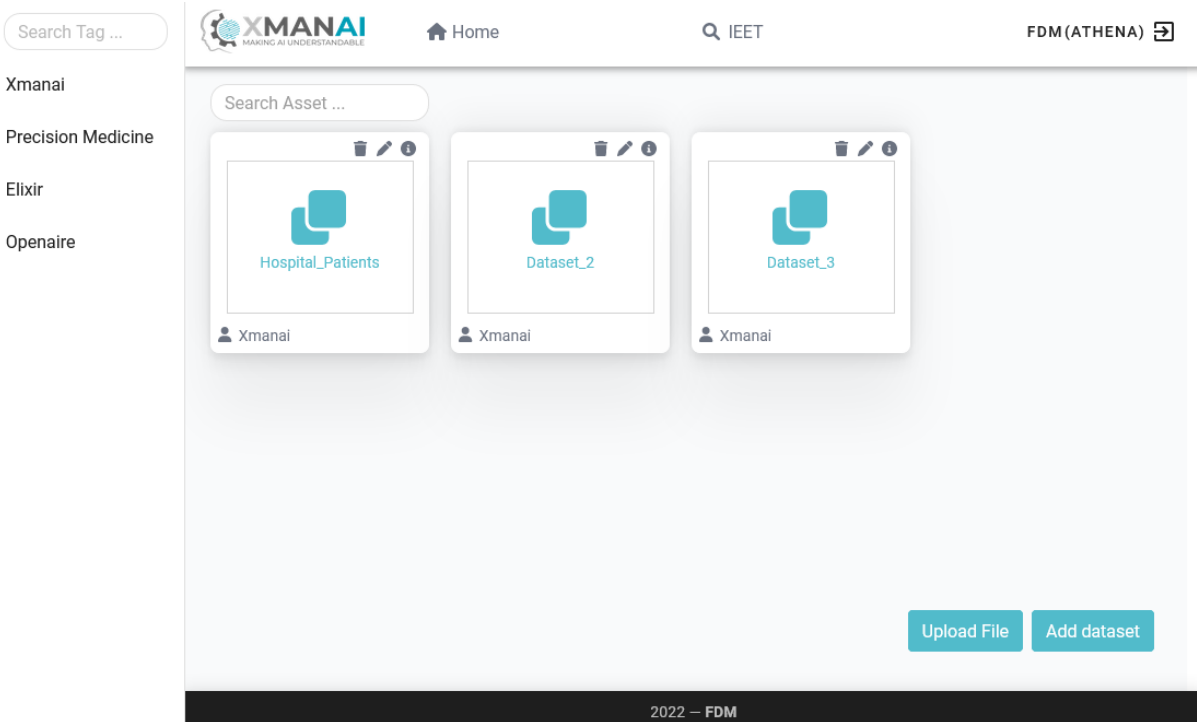 Search Tag ...
Xmanai
Precision Medicine
Elixir
Openaire
XMANAI
MAKING AI UNDERSTANDABLE
Home
IEET
FDM(ATHENA)
Search Asset ...
Hospital_Patients
Xmanai
Dataset_2
Xmanai
Dataset_3
Xmanai
Upload File
Add dataset
2022 — FDM